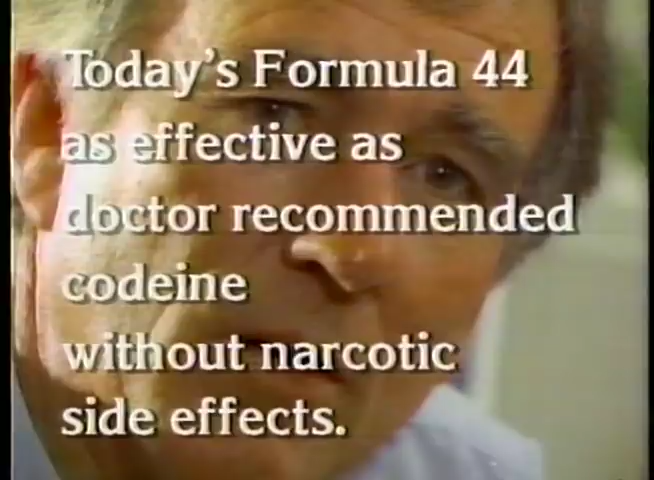 Today's Formula 44
as effective as
doctor recommended
codeine
without narcotic
side effects.